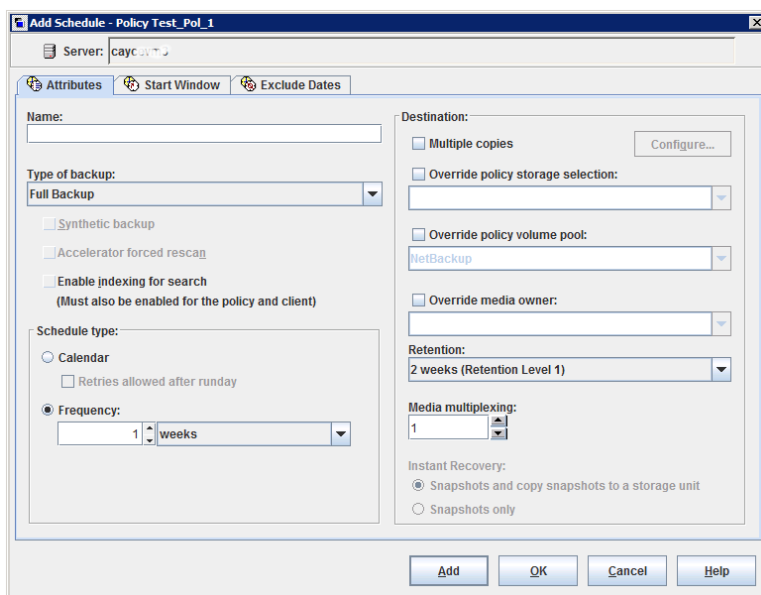 Add Schedule - Policy Test_Pol_1
Server:
Attributes
Start Window
Exclude Dates
Name:
Type of backup:
Full Backup
Synthetic backup
Accelerator forced rescan
Enable indexing for search
(Must also be enabled for the policy and client)
Schedule type:
Calendar
Retries allowed after runday
Frequency:
1 weeks
Destination:
Multiple copies Configure...
Override policy storage selection:
Override policy volume pool:
NetBackup
Override media owner:
Retention:
2 weeks (Retention Level 1)
Media multiplexing:
1
Instant Recovery:
Snapshots and copy snapshots to a storage unit
Snapshots only
Add OK Cancel Help